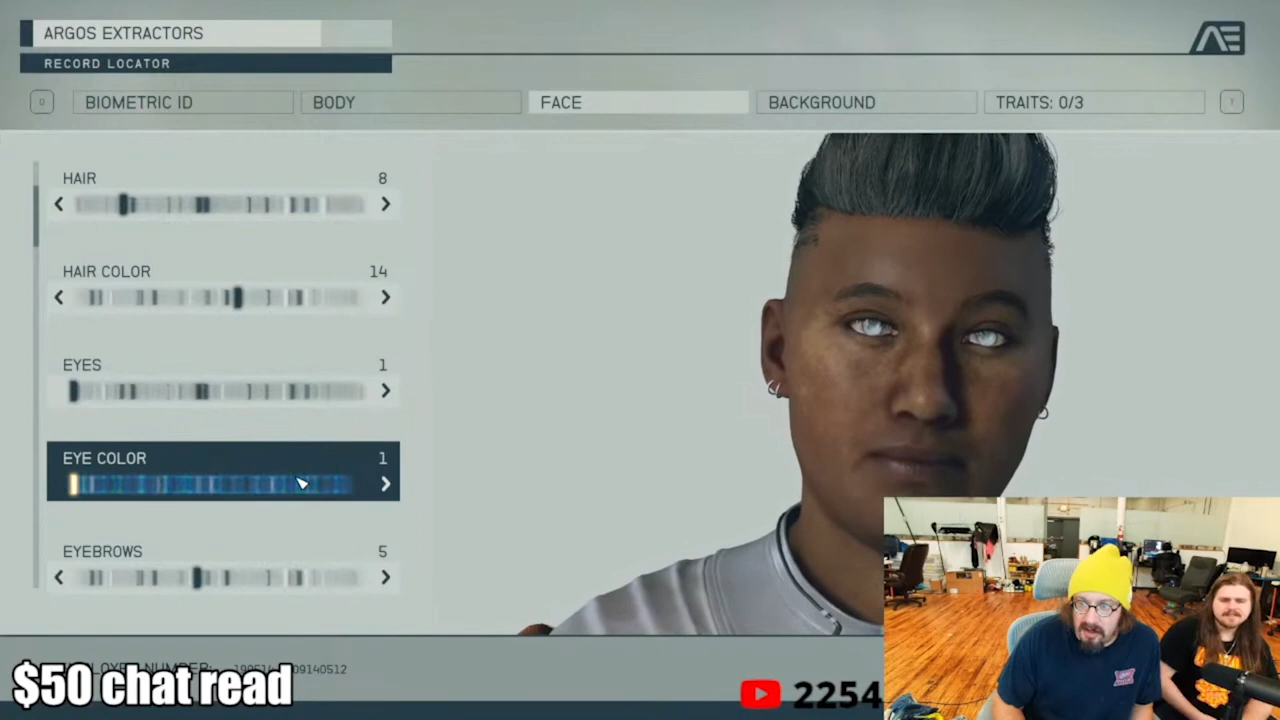 ARGOS EXTRACTORS
AE
RECORD LOCATOR
Q
BIOMETRIC ID
BODY
FACE
BACKGROUND
TRAITS: 0/3
T
HAIR
8
HAIR COLOR
14
EYES
1
EYE COLOR
1
EYEBROWS
5
$50 chat read
2254